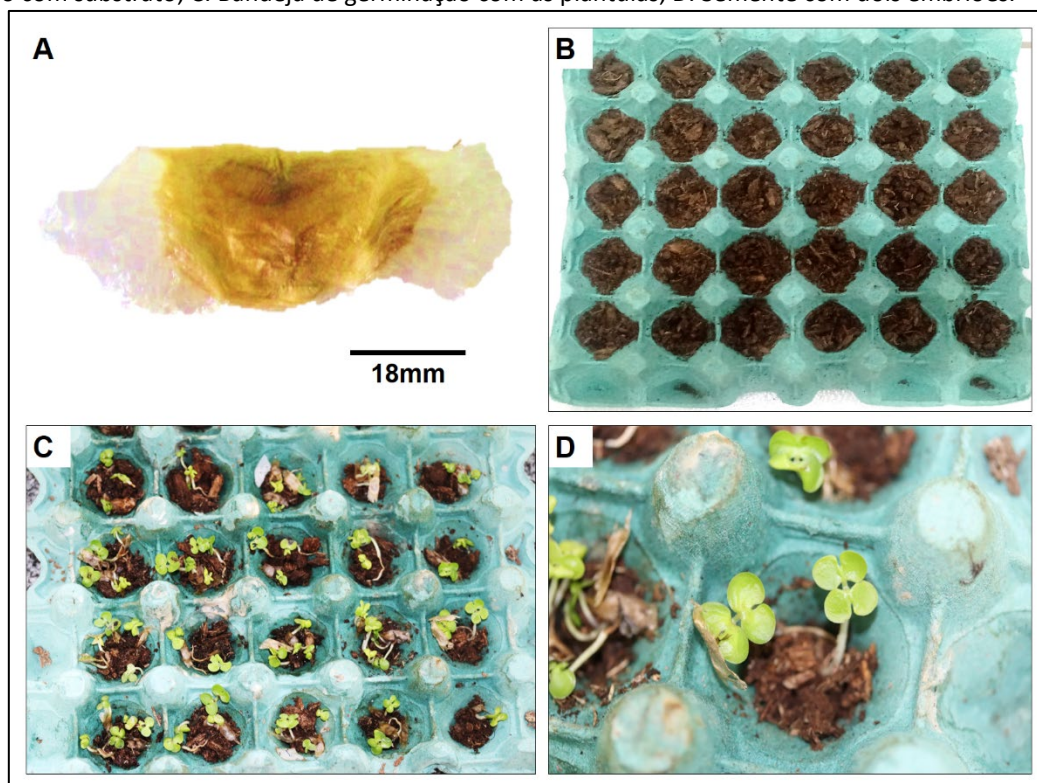 com substrato; C. Bandeja de germinação com as plântulas; D. Semente com dois embriões.
A
B
18mm
C
D